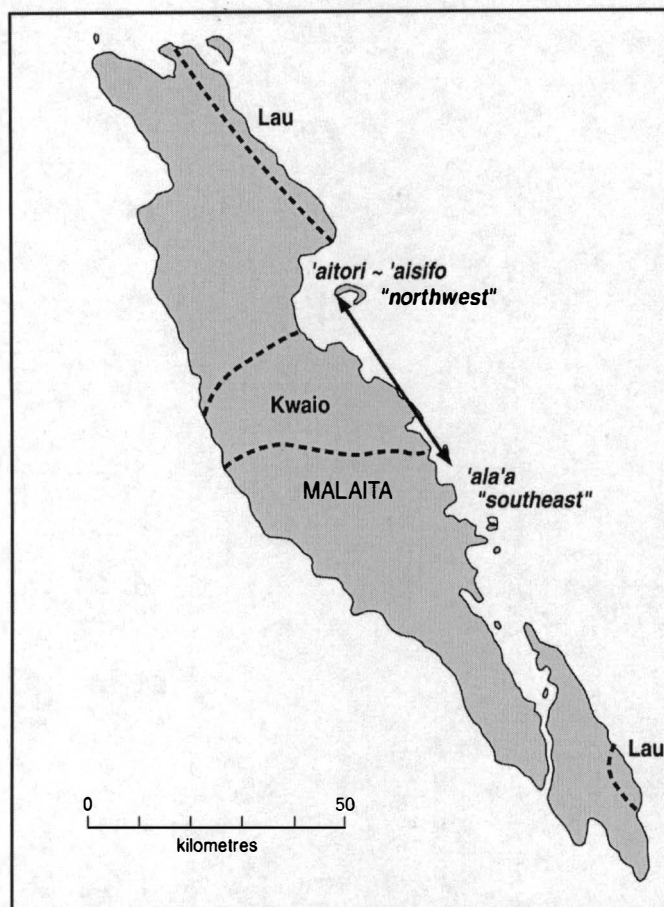 Lau
'aitori ~ 'aisifo
"northwest"
Kwaio
'ala'a
"southeast"
MALAITA
Lau
0 50
kilometres